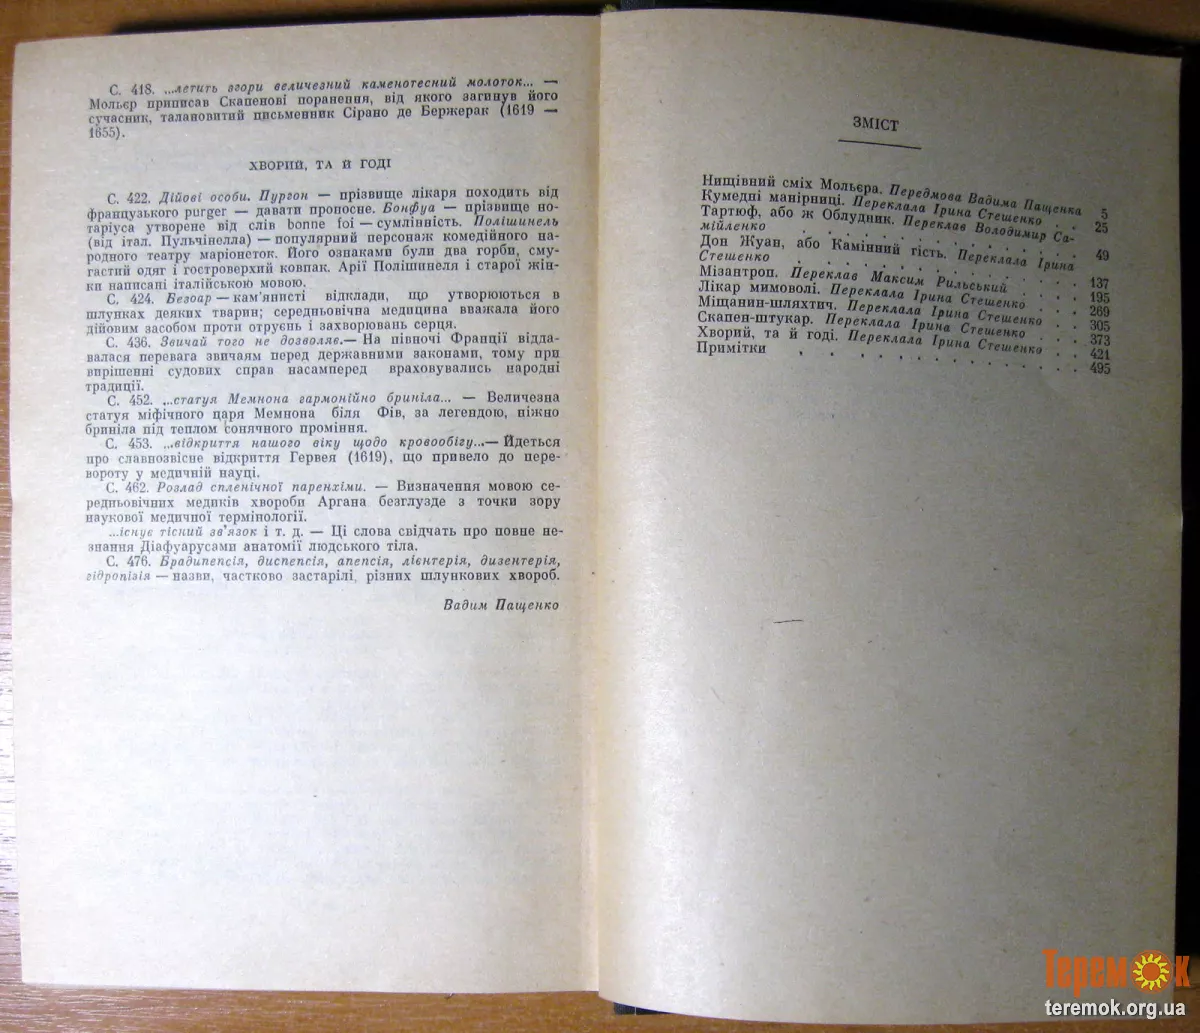 С. 418. ...летить згори величезний каменотесний молоток... —
Мольєр приписав Скапенові поранення, від якого загинув його
сучасник, талановитий письменник Сірано де Бержерак (1619 —
1655).
ХВОРИЙ, ТА Й ГОДІ
С. 422. Дійові особи. Пургон — прізвище лікаря походить від
французького purger — давати проносне. Бонфуа — прізвище но-
таріуса утворене від слів bonne foi — сумлінність. Полішинель
(від італ. Пульчінелла) — популярний персонаж комедійного на-
родного театру маріонеток. Його ознаками були два горби, сму-
гастий одяг і гостроверхий ковпак. Арії Полішинеля і старої жін-
ки написані італійською мовою.
С. 424. Безоар — кам'янисті відклади, що утворюються в
шлунках деяких тварин; середньовічна медицина вважала його
дійовим засобом проти отруєнь і захворювань серця.
С. 436. Звичай того не дозволяє. — На півночі Франції відда-
валася перевага звичаям перед державними законами, тому при
вирішенні судових справ насамперед враховувались народні
традиції.
С. 452. ...статуя Мемнона гармонійно бриніла... — Величезна
статуя міфічного царя Мемнона біля Фів, за легендою, ніжно
бриніла під теплом сонячного проміння.
С. 453. ...відкриття нашого віку щодо кровообігу... — Йдеться
про славнозвісне відкриття Гервея (1619), що привело до пере-
вороту у медичній науці.
С. 462. Розлад спленічної паренхіми. — Визначення мовою се-
редньовічних медиків хвороби Аргана безглузде з точки зору
наукової медичної термінології.
...існує тісний зв'язок і т. д. — Ці слова свідчать про повне не-
знання Діафуарусами анатомії людського тіла.
С. 476. Брадипепсія, диспепсія, апепсія, лієнтерія, дизентерія,
гідропізія — назви, частково застарілі, різних шлункових хвороб.
Вадим Пащенко
ЗМІСТ
Нищівний сміх Мольєра. Передмова Вадима Пащенка 5
Кумедні манірниці. Переклала Ірина Стешенко . . 25
Тартюф, або ж Облудник. Переклав Володимир Са-
мійленко . . . . . . . . . . . 49
Дон Жуан, або Камінний гість. Переклала Ірина
Стешенко . . . . . . . . . . . 137
Мізантроп. Переклав Максим Рильський . . . . 195
Лікар мимоволі. Переклала Ірина Стешенко . . . 269
Міщанин-шляхтич. Переклала Ірина Стешенко . . 305
Скапен-штукар. Переклала Ірина Стешенко . . . 373
Хворий, та й годі. Переклала Ірина Стешенко . . 421
Примітки . . . . . . . . . . . 495
Теремок
teremok.org.ua